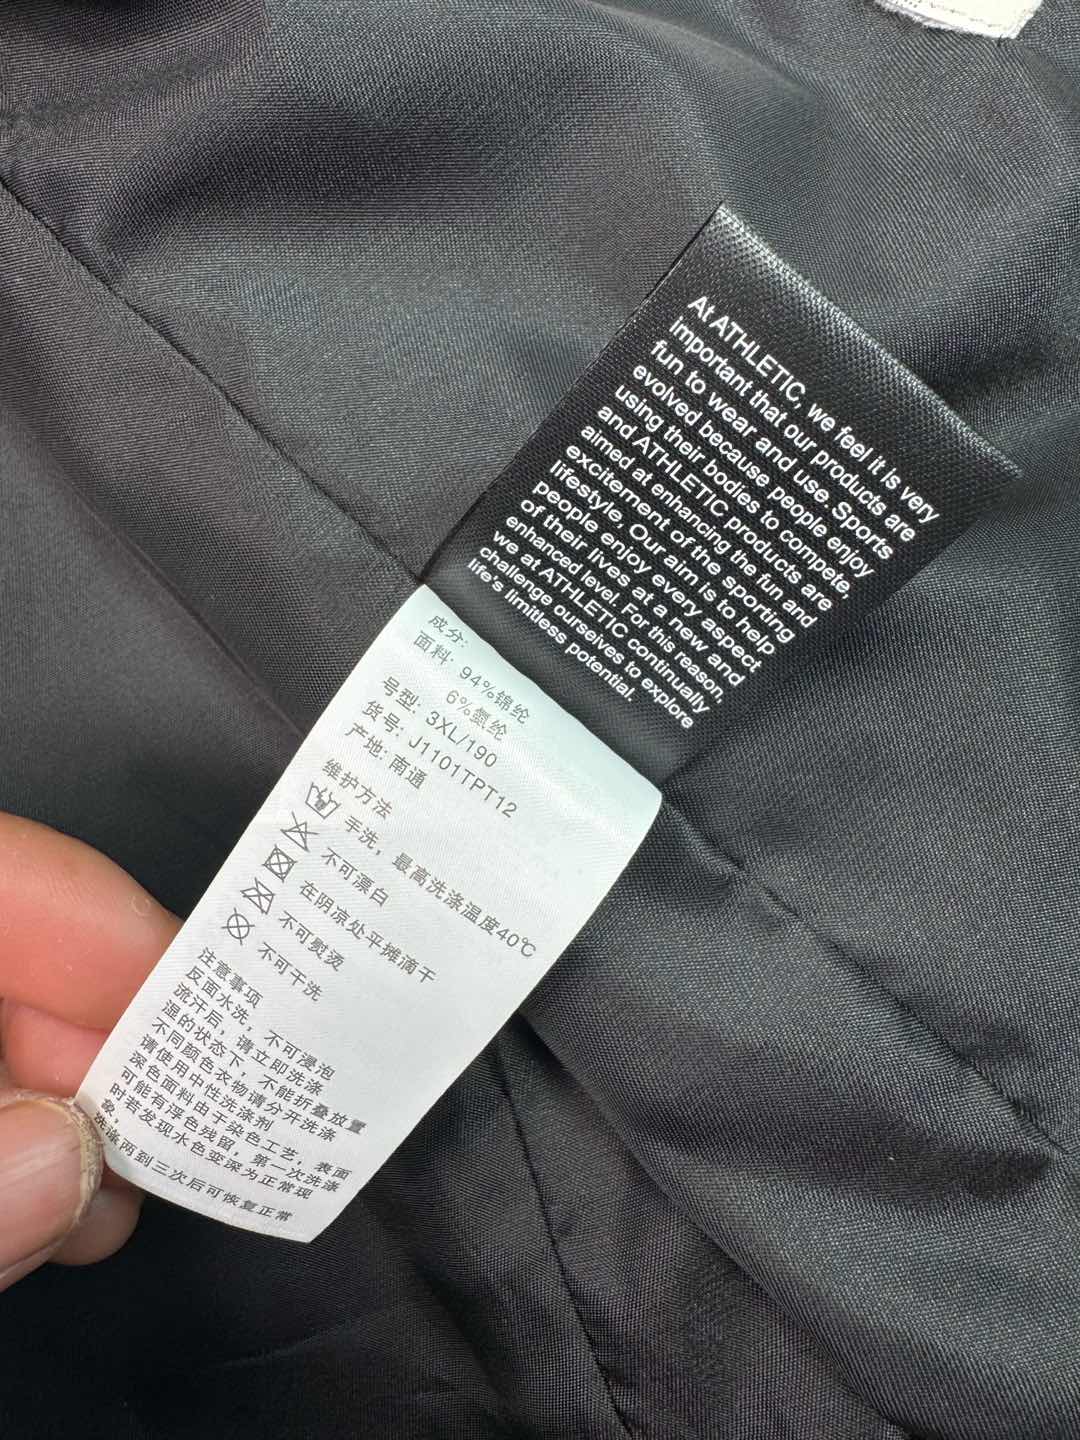 At ATHLETIC, we feel it is very
important that our products are
fun to wear and use. Sports
evolved because people enjoy
using their bodies to compete,
and ATHLETIC products are
aimed at enhancing the fun and
excitement of the sporting
lifestyle, Our aim is to help
people enjoy every aspect
of their lives at a new and
enhanced level. For this reason,
we at ATHLETIC continually
challenge ourselves to explore
life's limitless potential.
成分:
面料: 94%锦纶
6%氨纶
号型: 3XL/190
货号: J1101TPT12
产地: 南通
维护方法
手洗，最高洗涤温度40℃
不可漂白
在阴凉处平摊滴干
不可熨烫
不可干洗
注意事项
反面水洗，不可浸泡
流汗后，请立即洗涤
湿的状态下，不能折叠放置
不同颜色衣物请分开洗涤
请使用中性洗涤剂
深色面料由于染色工艺，表面
可能有浮色残留，第一次洗涤
时若发现水色变深为正常现
象，
洗涤两到三次后可恢复正常